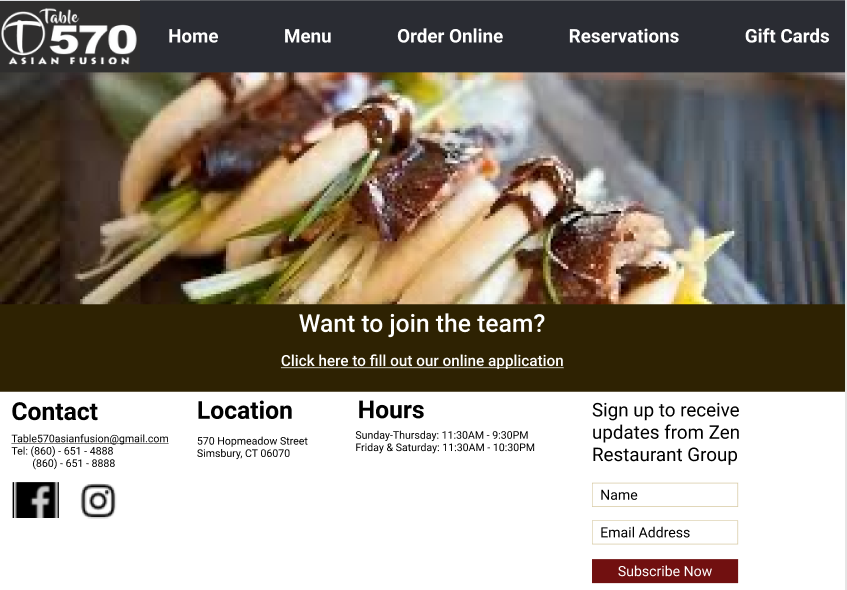 Table
570
ASIAN FUSION
Home
Menu
Order Online
Reservations
Gift Cards
Want to join the team?
Click here to fill out our online application
Contact
Table570asianfusion@gmail.com
Tel: (860) - 651 - 4888
(860) - 651 - 8888
Location
570 Hopmeadow Street
Simsbury, CT 06070
Hours
Sunday-Thursday: 11:30AM - 9:30PM
Friday & Saturday: 11:30AM - 10:30PM
Sign up to receive
updates from Zen
Restaurant Group
Name
Email Address
Subscribe Now